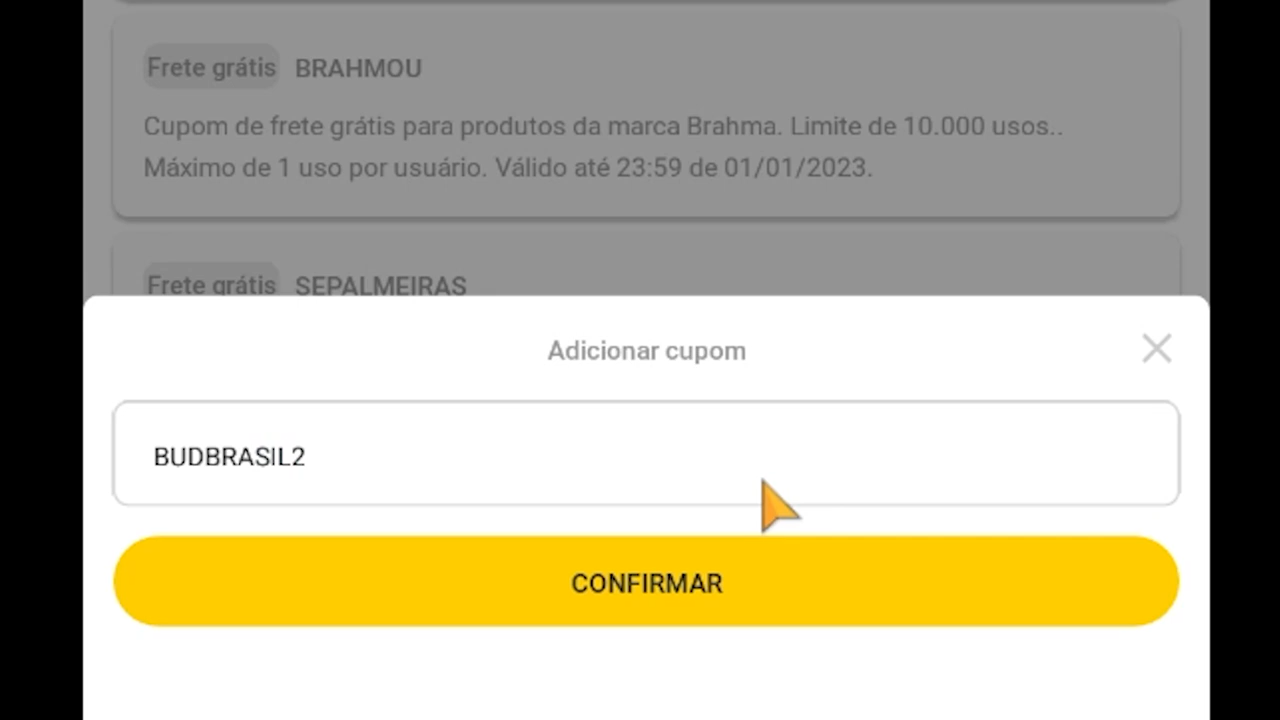 Frete grátis BRAHMOU
Cupom de frete grátis para produtos da marca Brahma. Limite de 10.000 usos..
Máximo de 1 uso por usuário. Válido até 23:59 de 01/01/2023.
Frete grátis SEPALMEIRAS
Adicionar cupom
BUDBRASIL2
CONFIRMAR